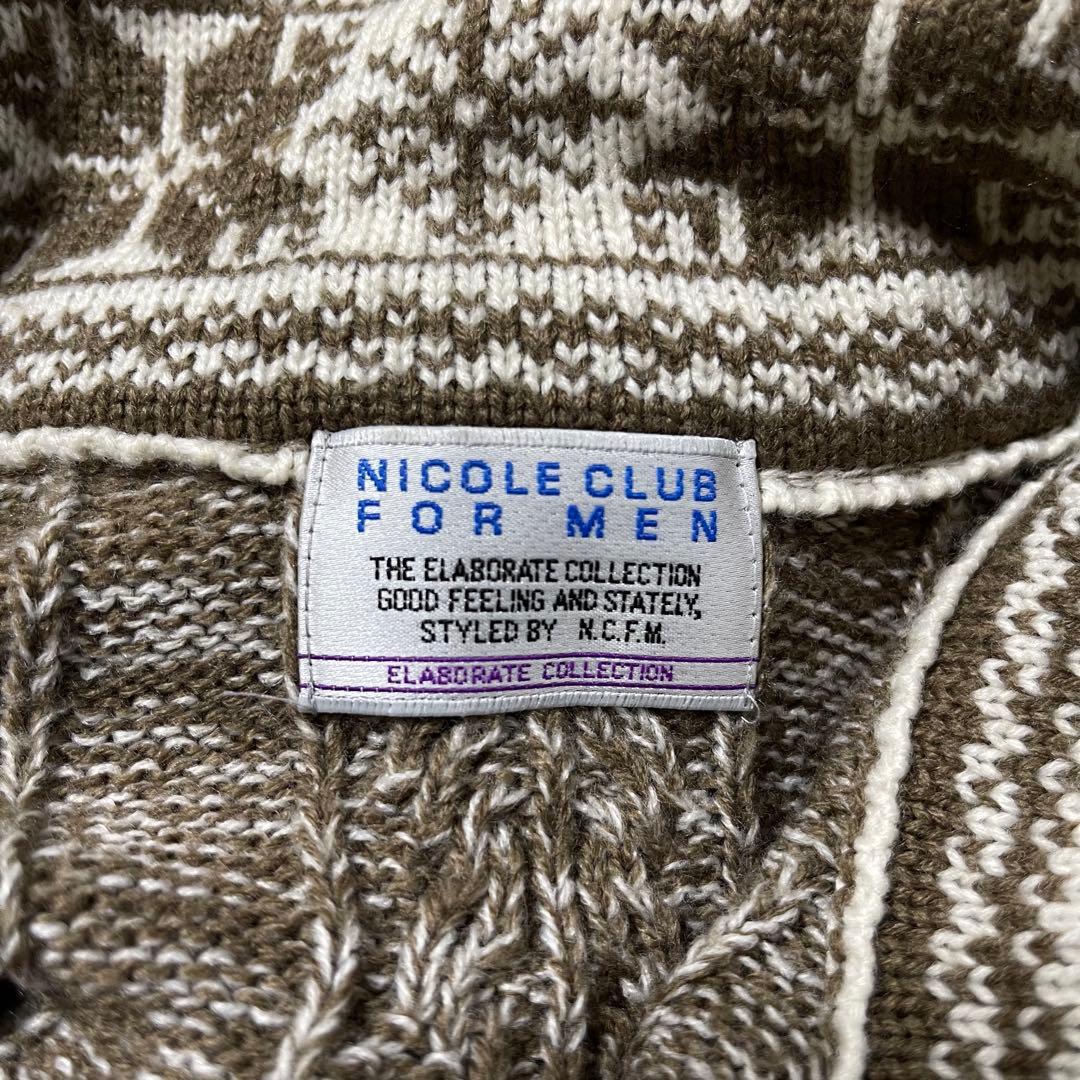 NICOLE CLUB
FOR MEN
THE ELABORATE COLLECTION
GOOD FEELING AND STATELY,
STYLED BY N.C.F.M.
ELABORATE COLLECTION